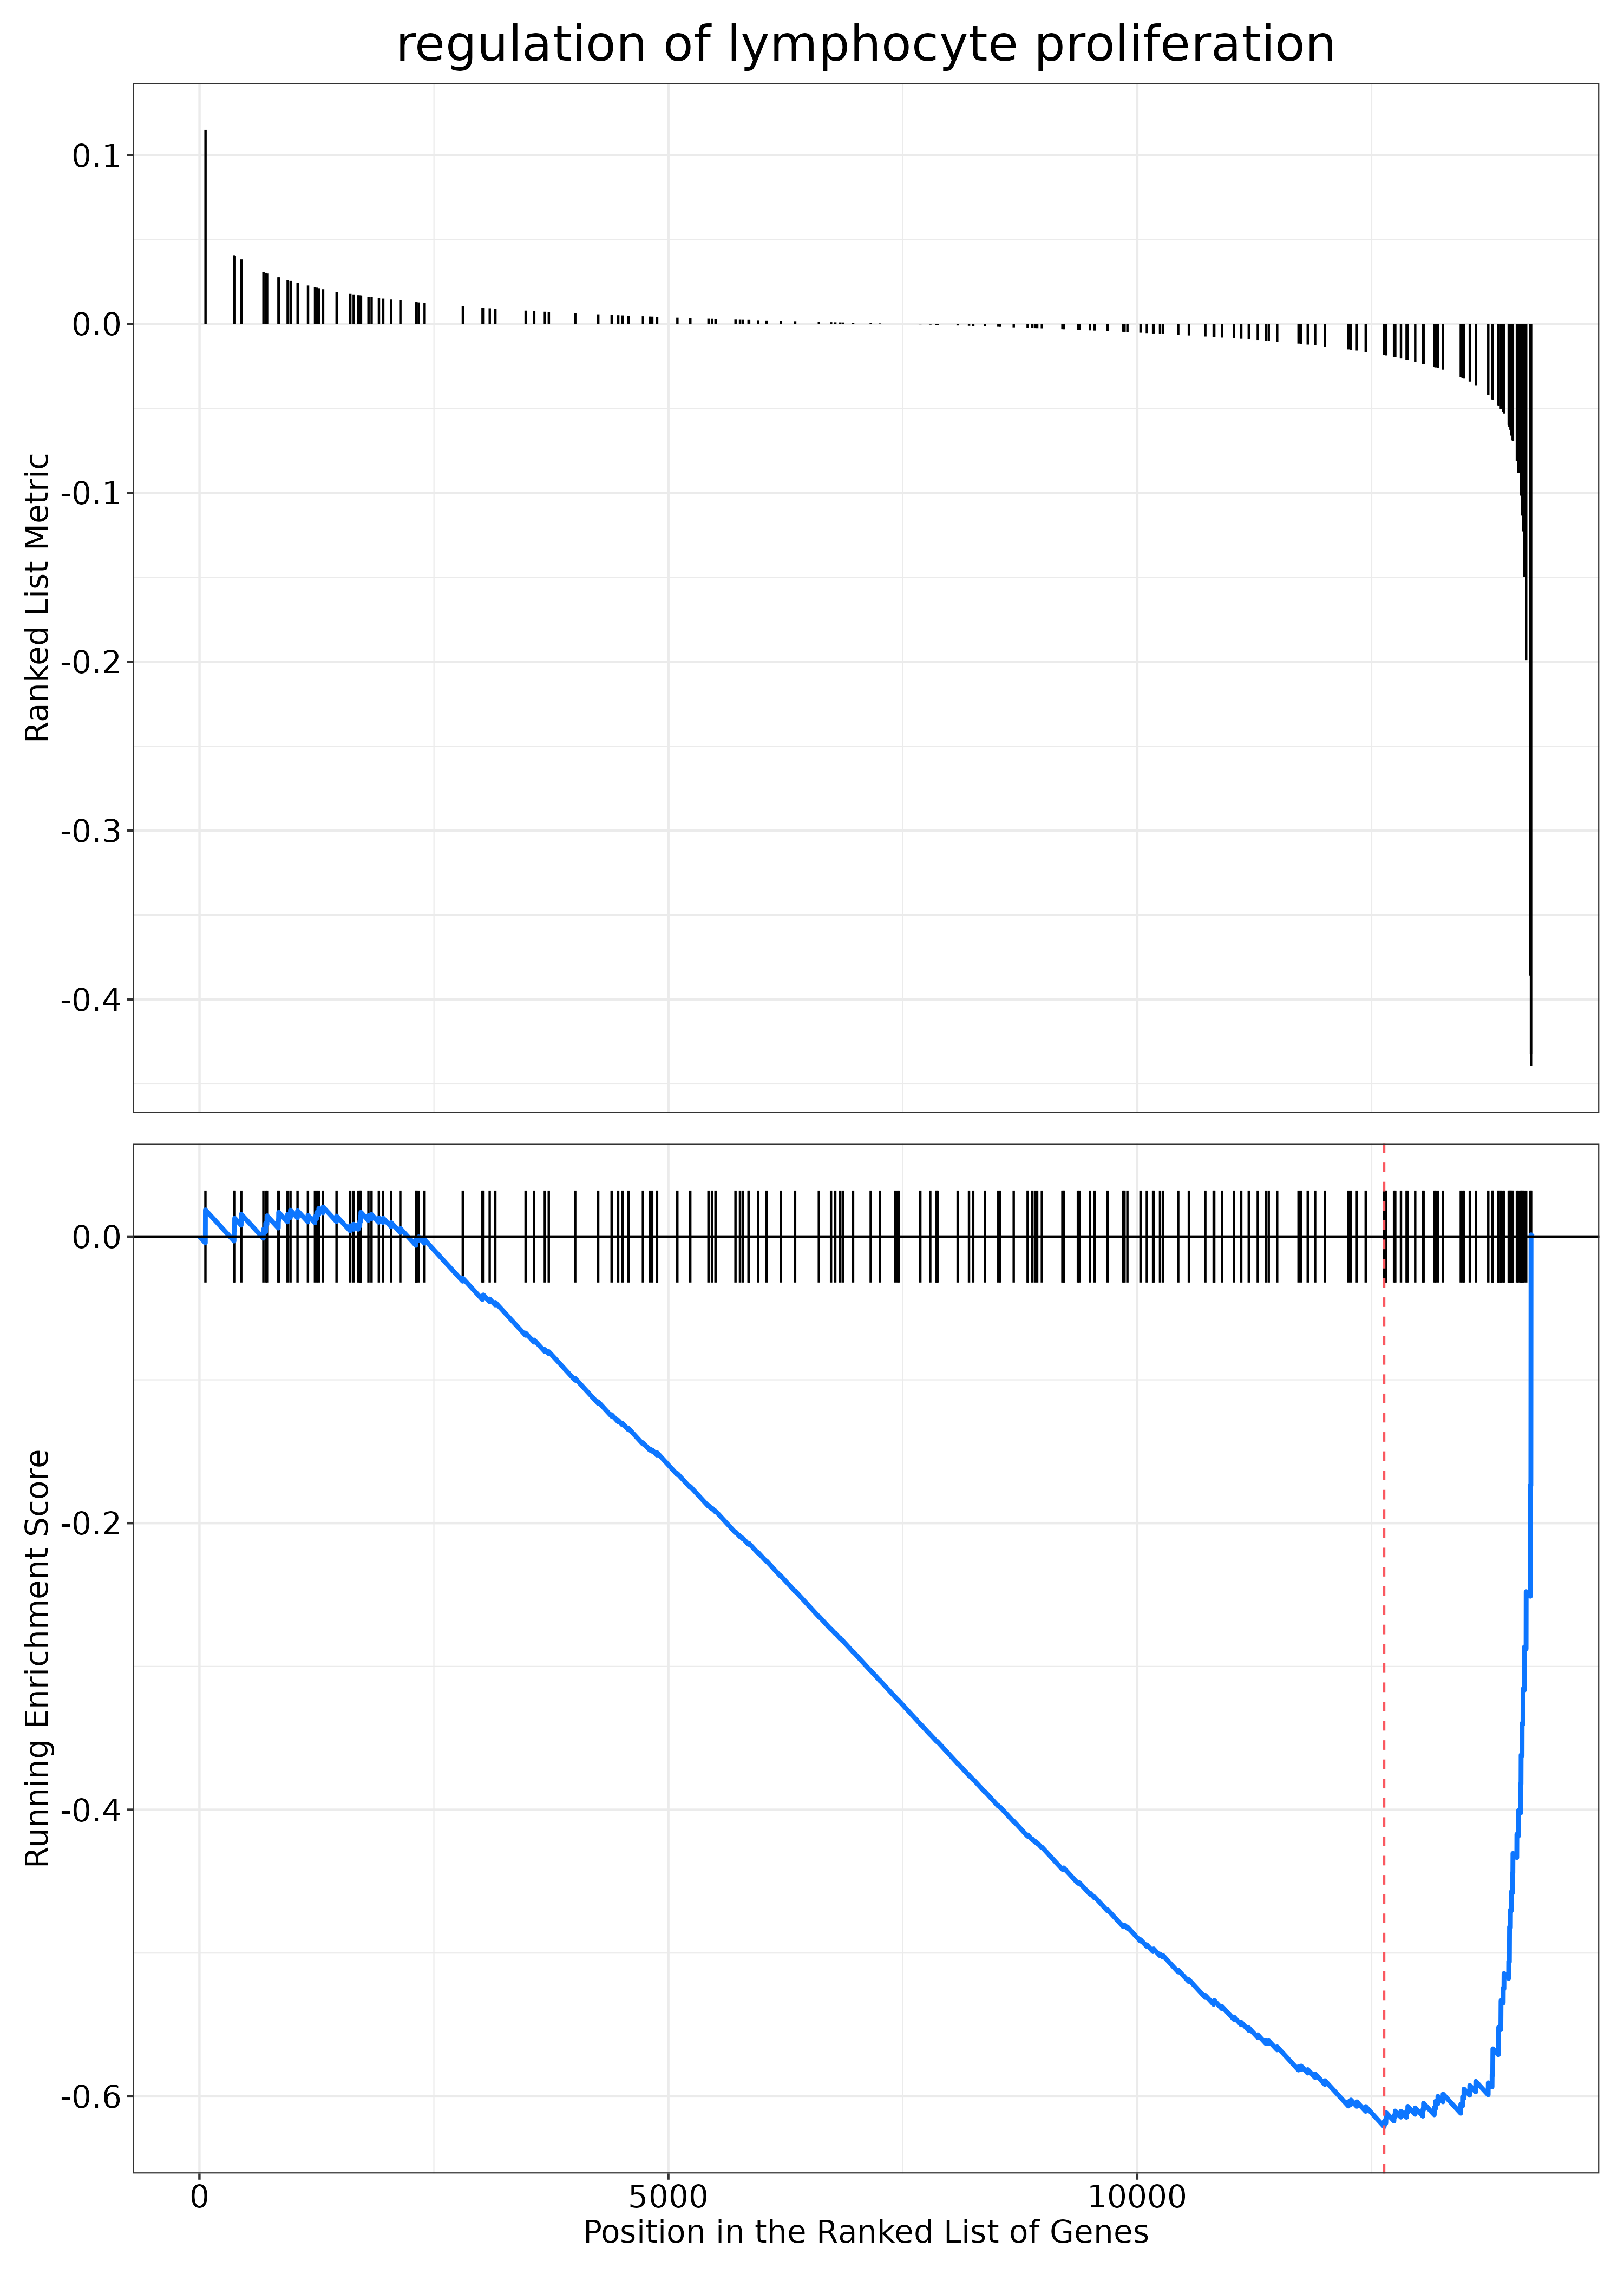 regulation of lymphocyte proliferation
0.1
0.0
-0.1
-0.2
-0.3
-0.4
Ranked List Metric
0.0
-0.2
-0.4
-0.6
Running Enrichment Score
0 5000 10000
Position in the Ranked List of Genes